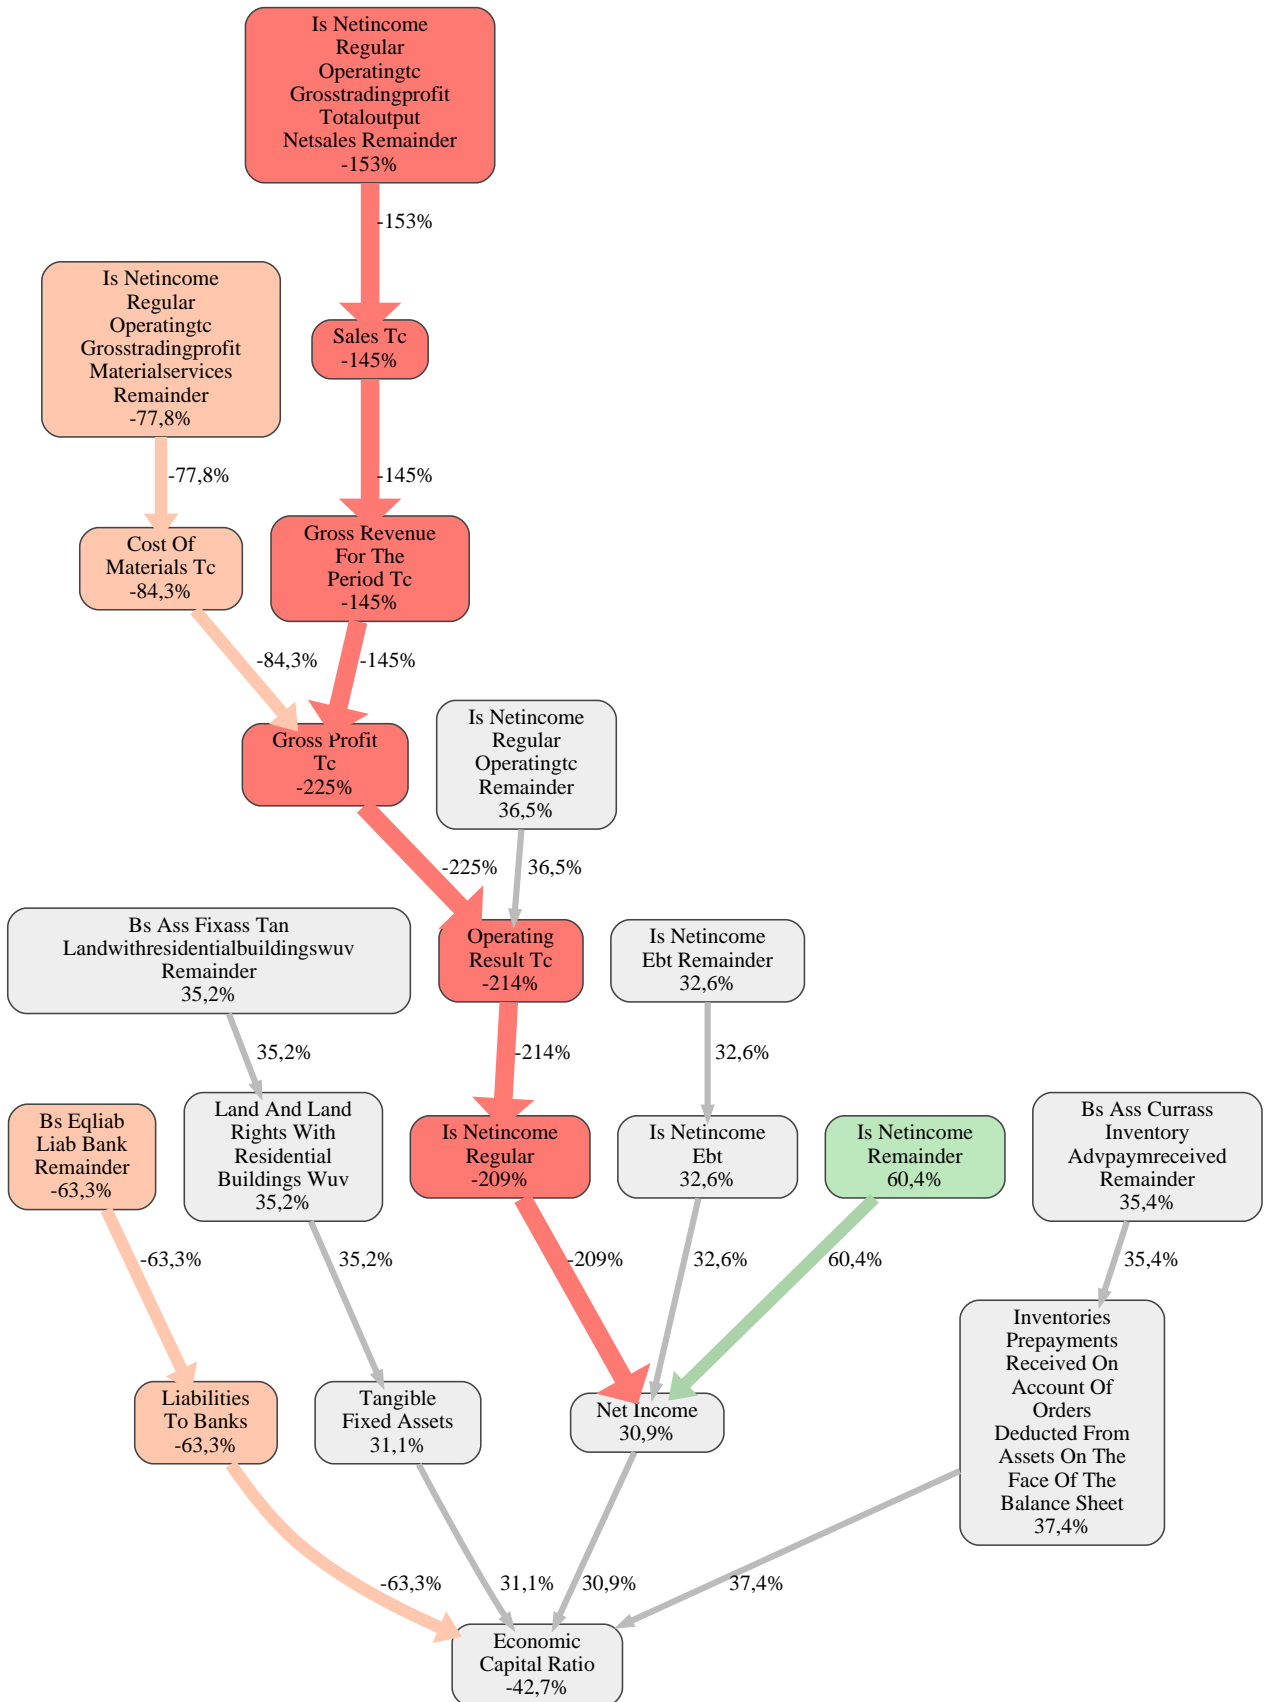 Is Netincome
Regular
Operatingtc
Grosstradingprofit
Totaloutput
Netsales Remainder
-153%
-153%
Is Netincome
Regular
Operatingtc
Grosstradingprofit
Materialservices
Remainder
-77,8%
Sales Tc
-145%
-77,8%
-145%
Cost Of
Materials Tc
-84,3%
Gross Revenue
For The
Period Tc
-145%
-84,3%
-145%
Gross Profit
Tc
-225%
Is Netincome
Regular
Operatingtc
Remainder
36,5%
-225%
36,5%
Bs Ass Fixass Tan
Landwithresidentialbuildingswuv
Remainder
35,2%
Operating
Result Tc
-214%
Is Netincome
Ebt Remainder
32,6%
35,2%
-214%
32,6%
Bs Eqliab
Liab Bank
Remainder
-63,3%
Land And Land
Rights With
Residential
Buildings Wuv
35,2%
Is Netincome
Regular
-209%
Is Netincome
Ebt
32,6%
Is Netincome
Remainder
60,4%
Bs Ass Currass
Inventory
Advpaymreceived
Remainder
35,4%
-63,3%
35,2%
-209%
32,6%
60,4%
35,4%
Liabilities
To Banks
-63,3%
Tangible
Fixed Assets
31,1%
Net Income
30,9%
Inventories
Prepayments
Received On
Account Of
Orders
Deducted From
Assets On The
Face Of The
Balance Sheet
37,4%
-63,3%
31,1%
30,9%
37,4%
Economic
Capital Ratio
-42,7%